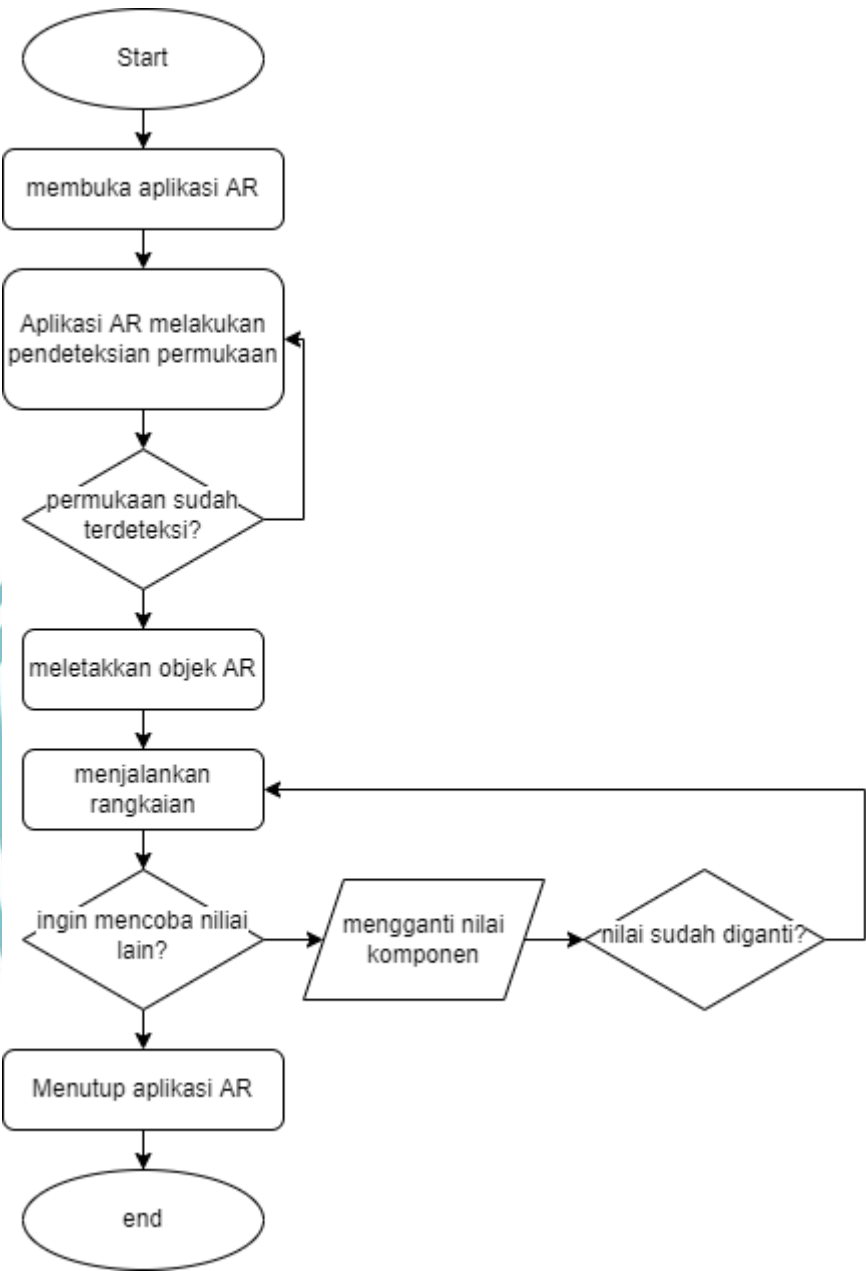 Start
membuka aplikasi AR
Aplikasi AR melakukan
pendeteksian permukaan
permukaan sudah
terdeteksi?
meletakkan objek AR
menjalankan
rangkaian
ingin mencoba niliai
lain?
mengganti nilai
komponen
nilai sudah diganti?
Menutup aplikasi AR
end